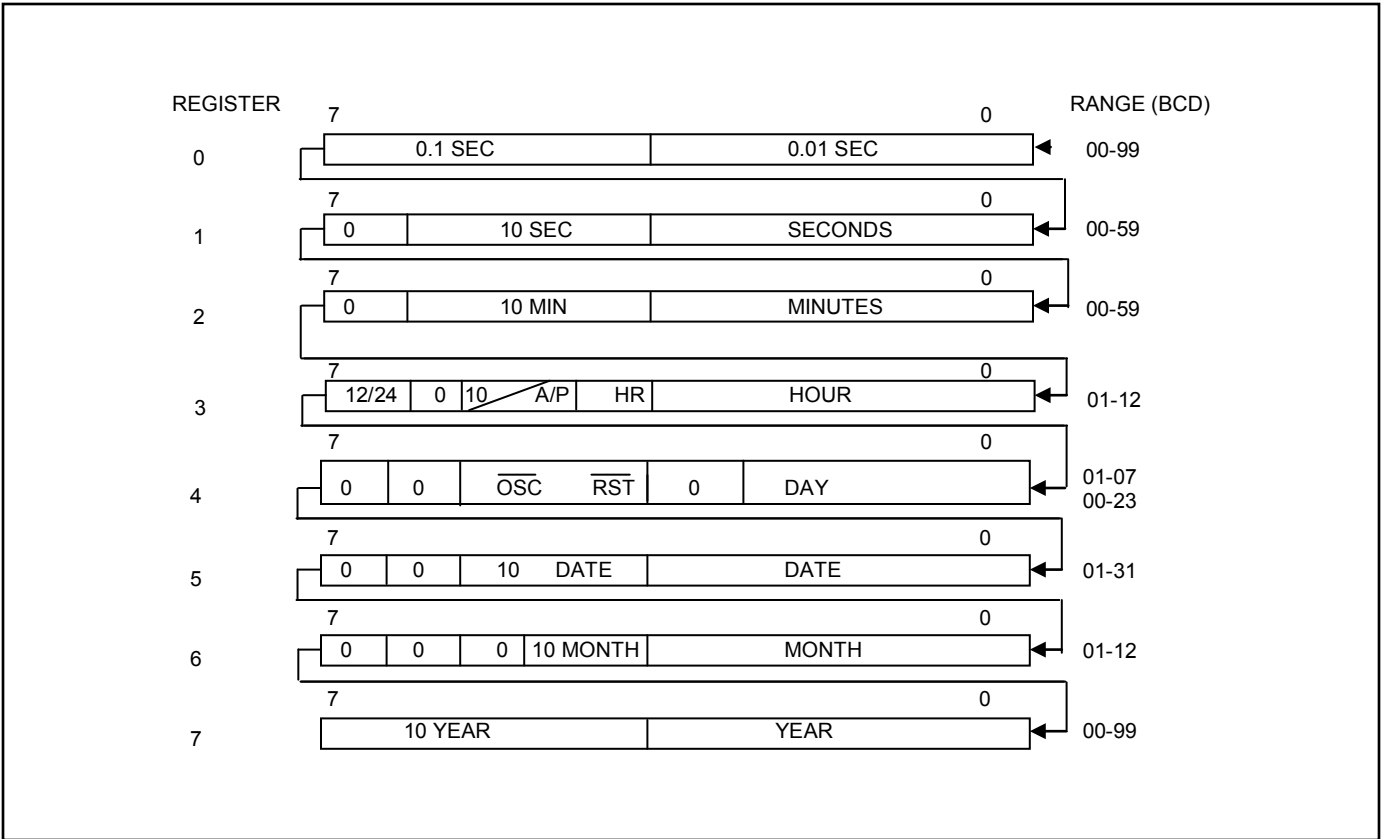 REGISTER 7 0 RANGE (BCD)
0 0.1 SEC 0.01 SEC 00-99
7 0
1 0 10 SEC SECONDS 00-59
7 0
2 0 10 MIN MINUTES 00-59
7 0
3 12/24 0 10 A/P HR HOUR 01-12
7 0
4 0 0 OSC RST 0 DAY 01-07
00-23
7 0
5 0 0 10 DATE DATE 01-31
7 0
6 0 0 0 10 MONTH MONTH 01-12
7 0
7 10 YEAR YEAR 00-99